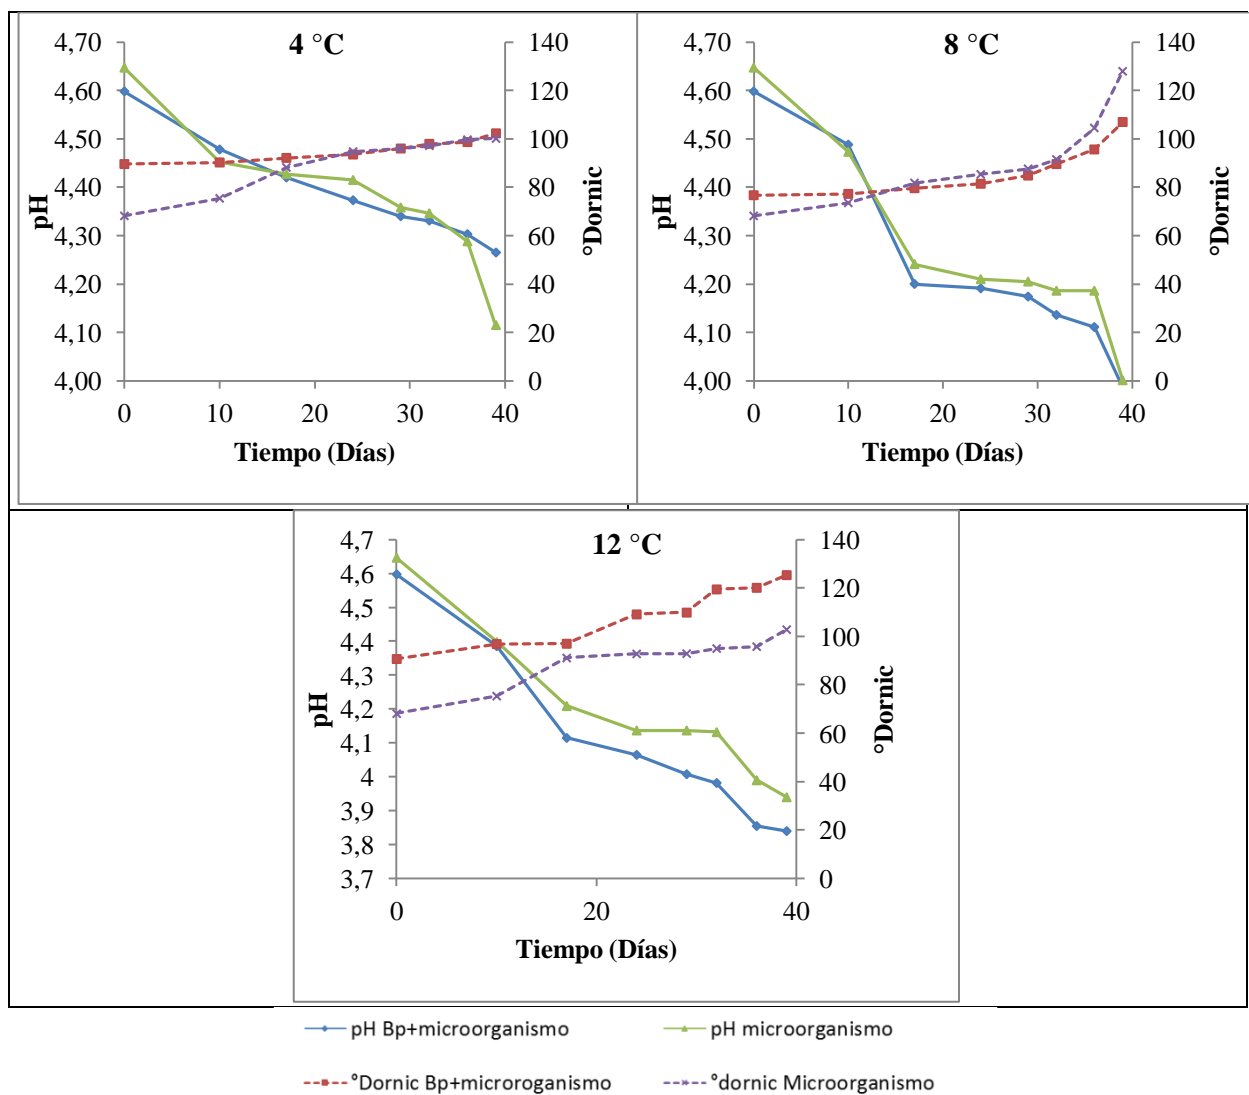 4 °C
4,70
4,60
4,50
4,40
4,30
4,20
4,10
4,00
pH
140
120
100
80
60
40
20
0
°Dornic
0 10 20 30 40
Tiempo (Días)
8 °C
4,70
4,60
4,50
4,40
4,30
4,20
4,10
4,00
pH
140
120
100
80
60
40
20
0
°Dornic
0 10 20 30 40
Tiempo (Días)
12 °C
4,7
4,6
4,5
4,4
4,3
4,2
4,1
4
3,9
3,8
3,7
pH
140
120
100
80
60
40
20
0
°Dornic
0 20 40
Tiempo (Días)
pH Bp+microorganismo
pH microorganismo
°Dornic Bp+microroganismo
°dornic Microorganismo